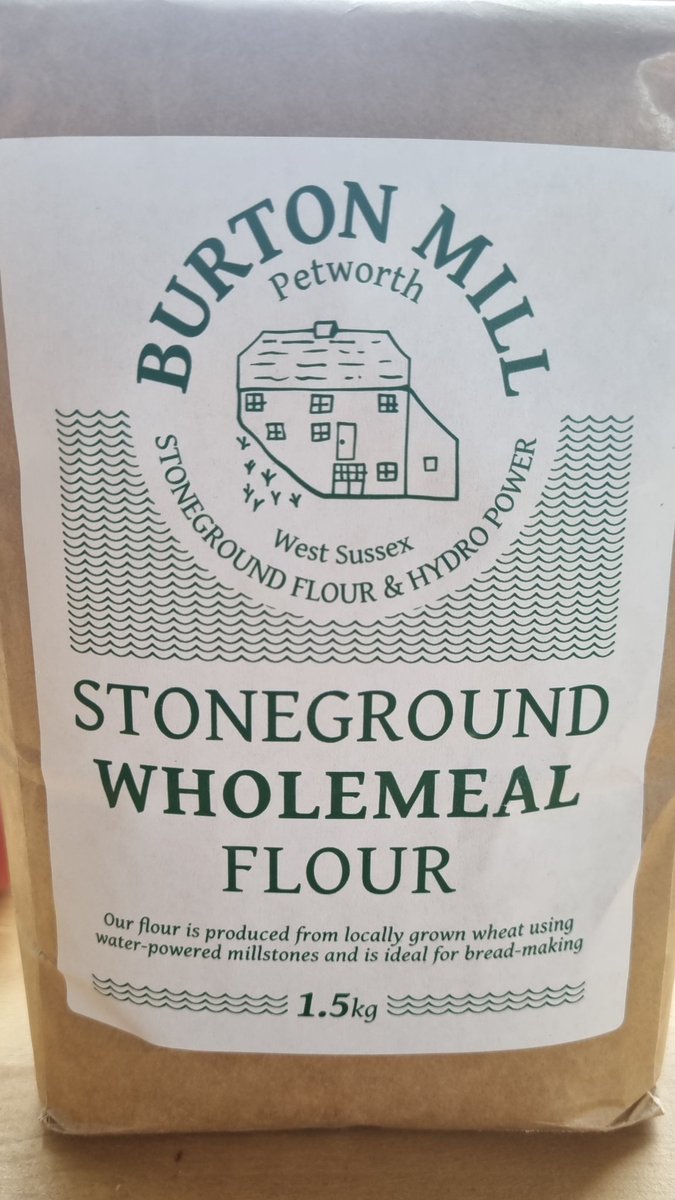 BURTON MILL
Petworth
West Sussex
STONEGROUND FLOUR & HYDRO POWER
STONEGROUND
WHOLEMEAL
FLOUR
Our flour is produced from locally grown wheat using
water-powered millstones and is ideal for bread-making
1.5kg